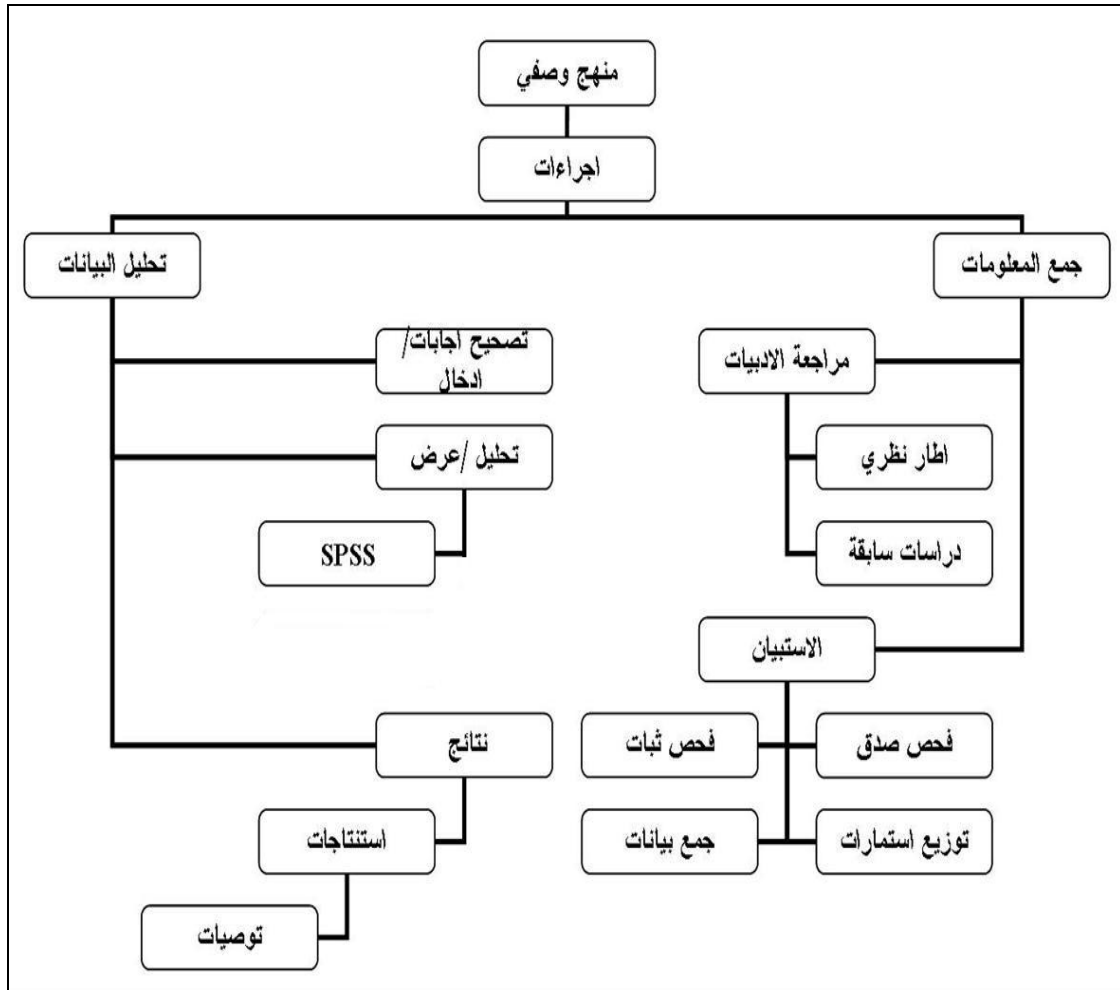 منهج وصفي
اجراءات
جمع المعلومات
تحليل البيانات
مراجعة الادبيات
تصحيح اجابات/
ادخال
اطار نظري
تحليل /عرض
دراسات سابقة
SPSS
الاستبيان
فحص صدق
فحص ثبات
نتائج
توزيع استمارات
جمع بيانات
استنتاجات
توصيات